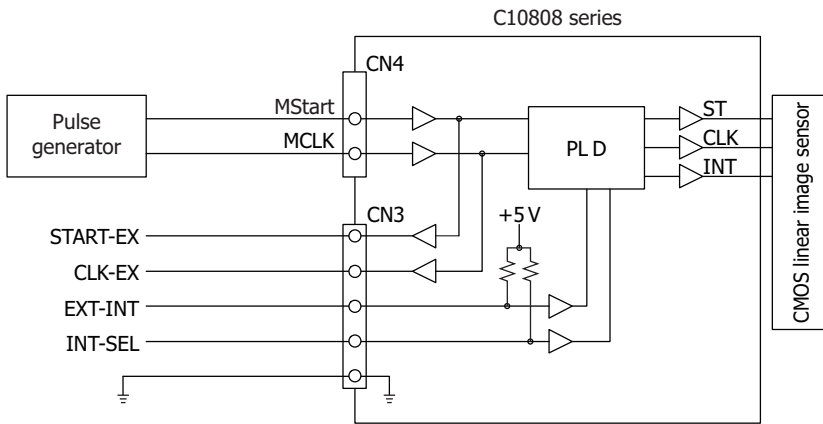 C10808 series
CN4
MStart
MCLK
Pulse
generator
PLD
ST
CLK
INT
CMOS linear image sensor
CN3
+5 V
START-EX
CLK-EX
EXT-INT
INT-SEL